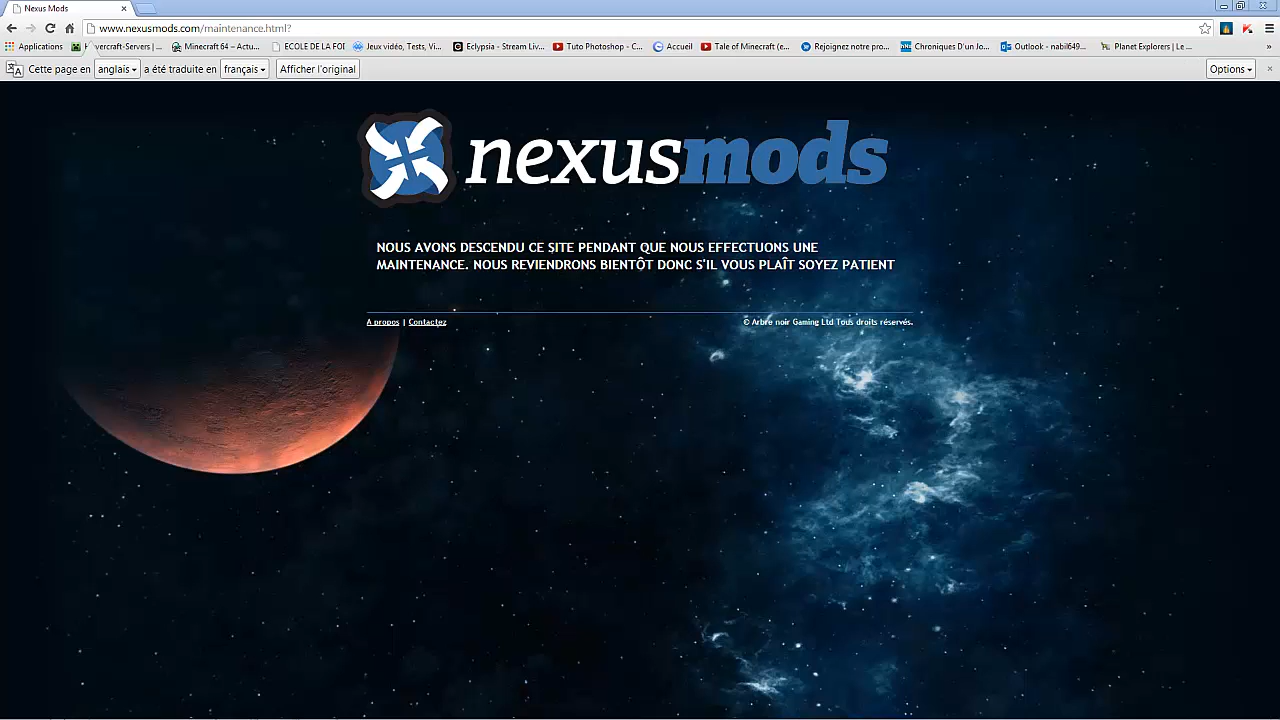 Nexus Mods
www.nexusmods.com/maintenance.html?
Applications vercraft-Servers | ... Minecraft 64 – Actu... ECOLE DE LA FOI Jeux vidéo, Tests, V... Eclypsia - Stream Liv... Tuto Photoshop - C... Accueil Tale of Minecraft (e... Rejoignez notre pro... Chroniques D'un Jo... Outlook - nabil649... Planet Explorers | Le ... »
Cette page en anglais a été traduite en français Afficher l'original Options
nexusmods
NOUS AVONS DESCENDU CE SITE PENDANT QUE NOUS EFFECTUONS UNE
MAINTENANCE. NOUS REVIENDRONS BIENTÔT DONC S'IL VOUS PLAÎT SOYEZ PATIENT
A propos | Contactez © Arbre noir Gaming Ltd Tous droits réservés.